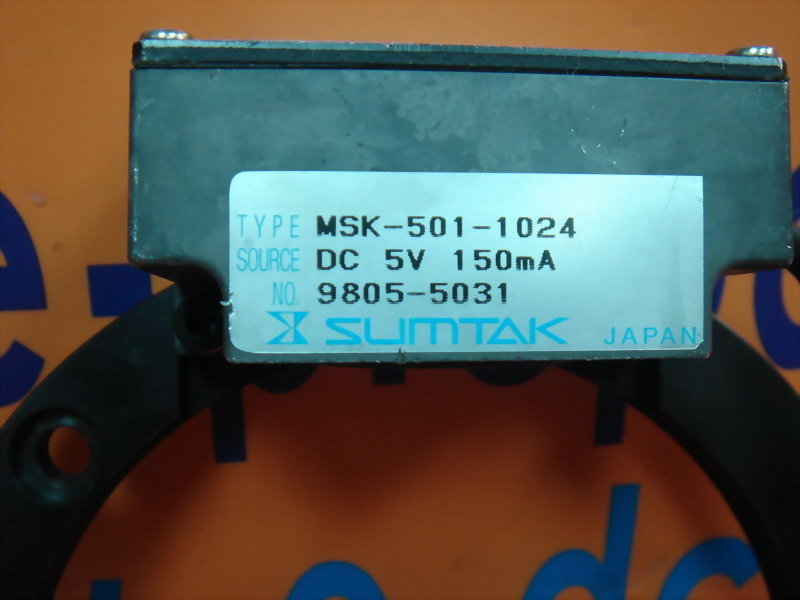 TYPE MSK-501-1024
SOURCE DC 5V 150mA
NO. 9805-5031
SUMTAK JAPAN